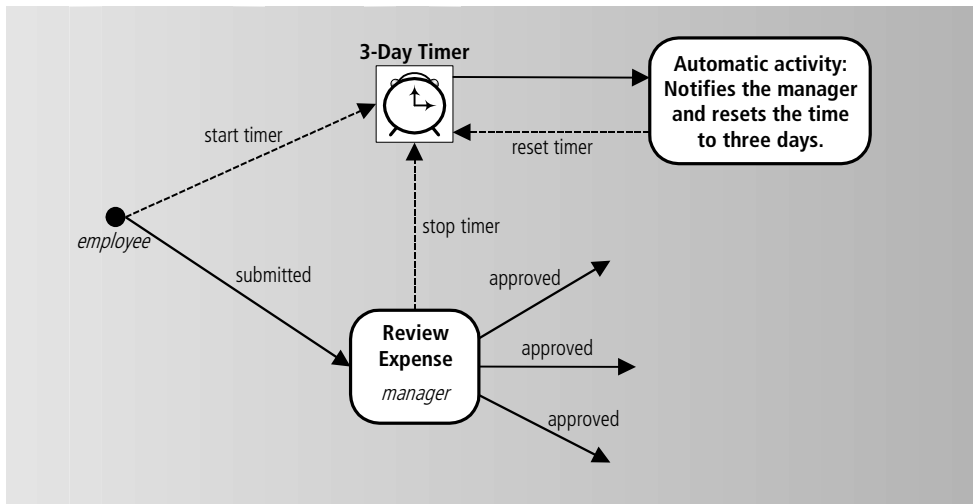 3-Day Timer
Automatic activity:
Notifies the manager
and resets the time
to three days.
start timer
reset timer
employee
stop timer
submitted
approved
Review
Expense
manager
approved
approved